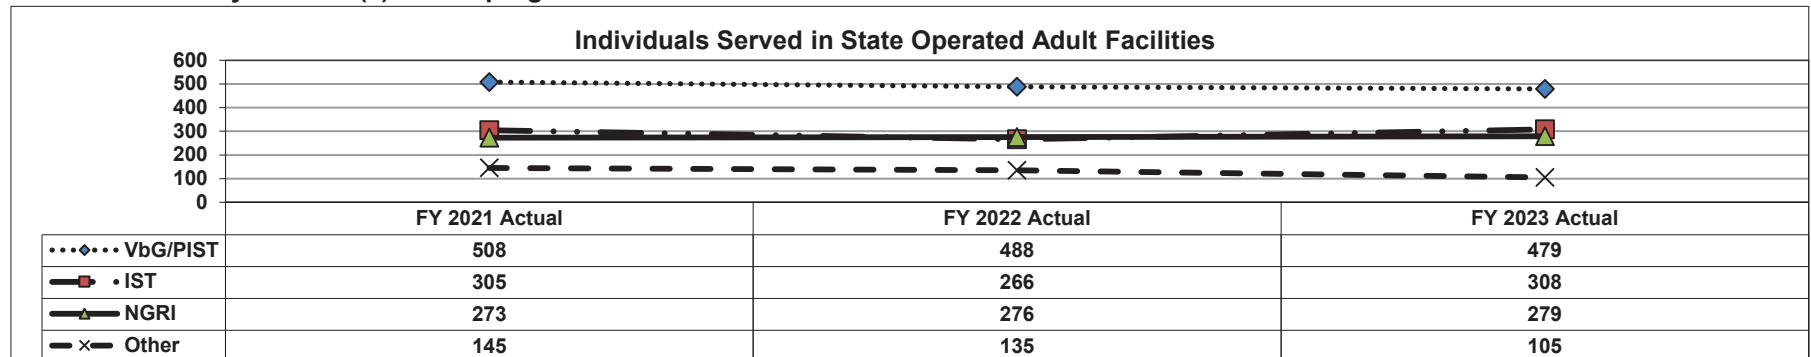 Individuals Served in State Operated Adult Facilities
600
500
400
300
200
100
0
FY 2021 Actual FY 2022 Actual FY 2023 Actual
VbG/PIST 508 488 479
IST 305 266 308
NGRI 273 276 279
Other 145 135 105